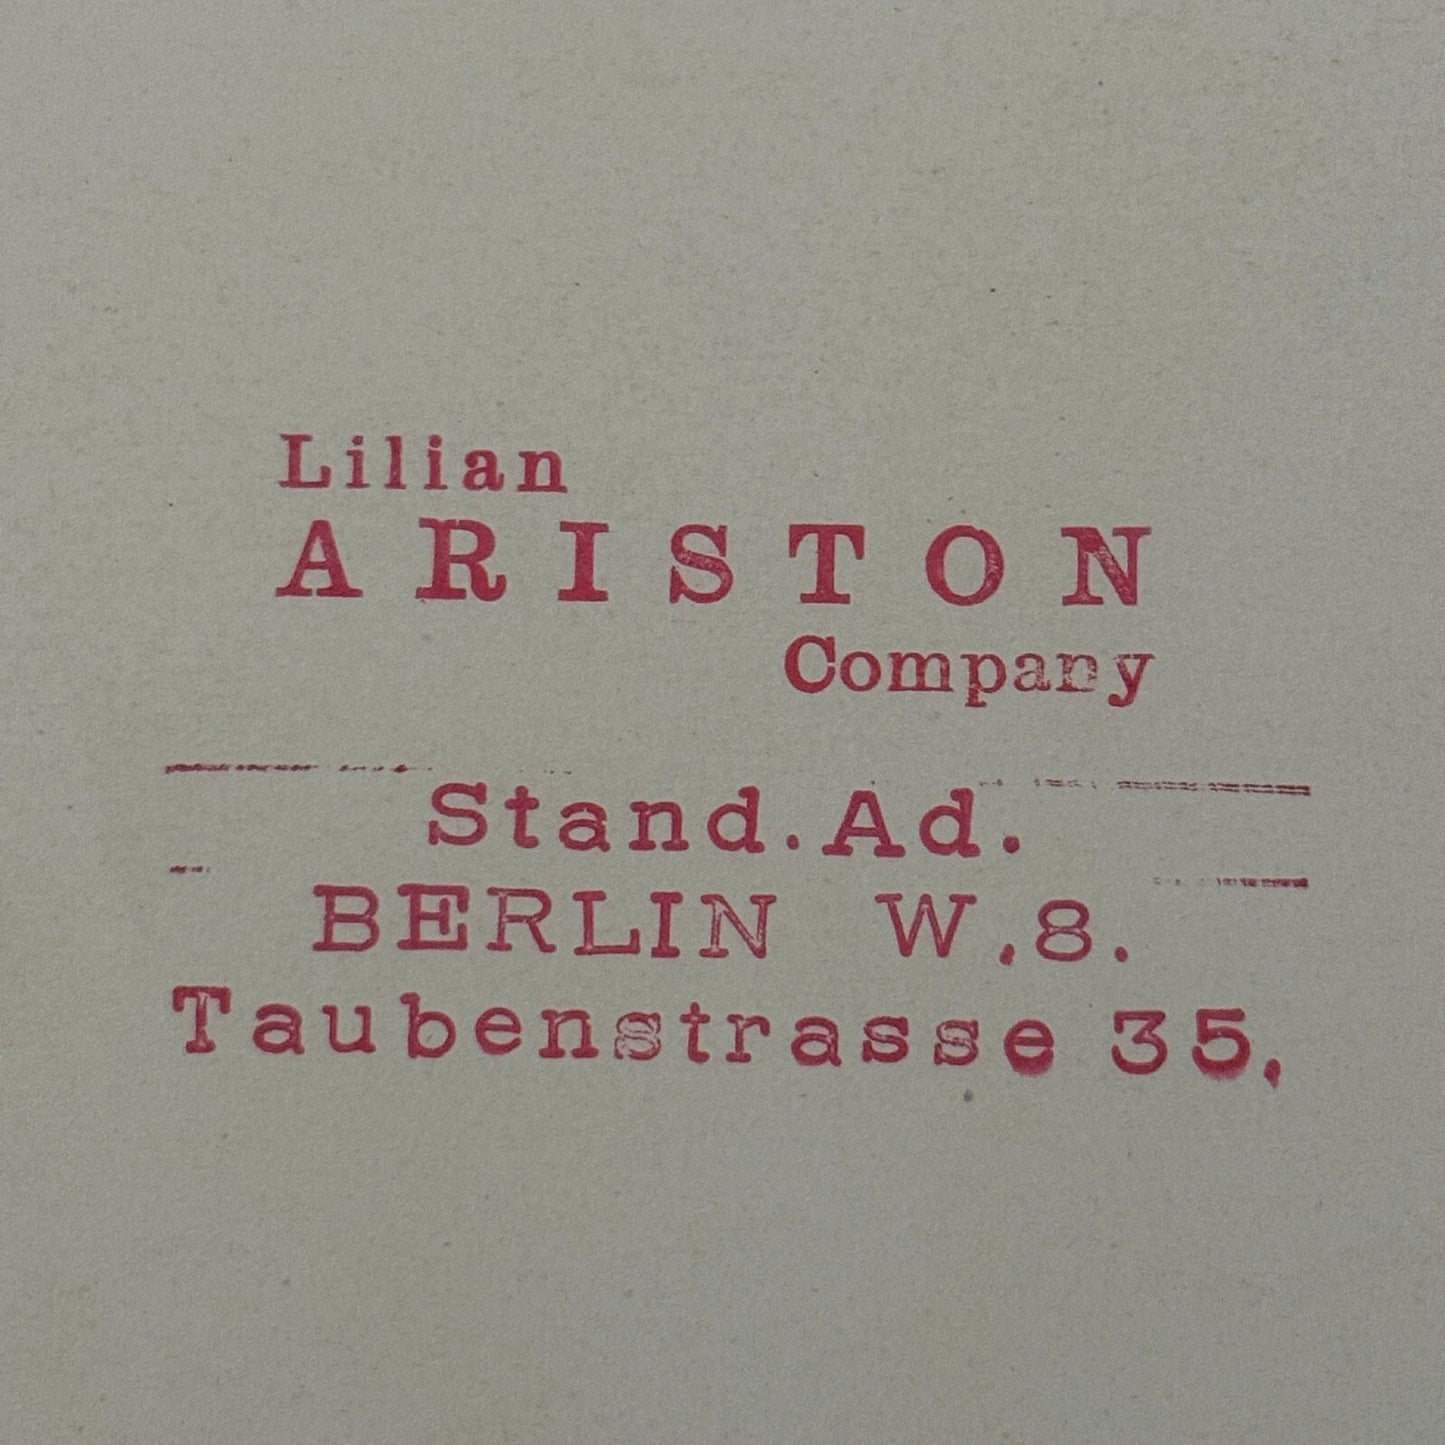 Lilian
ARISTON
Company
Stand. Ad.
BERLIN W.8.
Taubenstrasse 35,